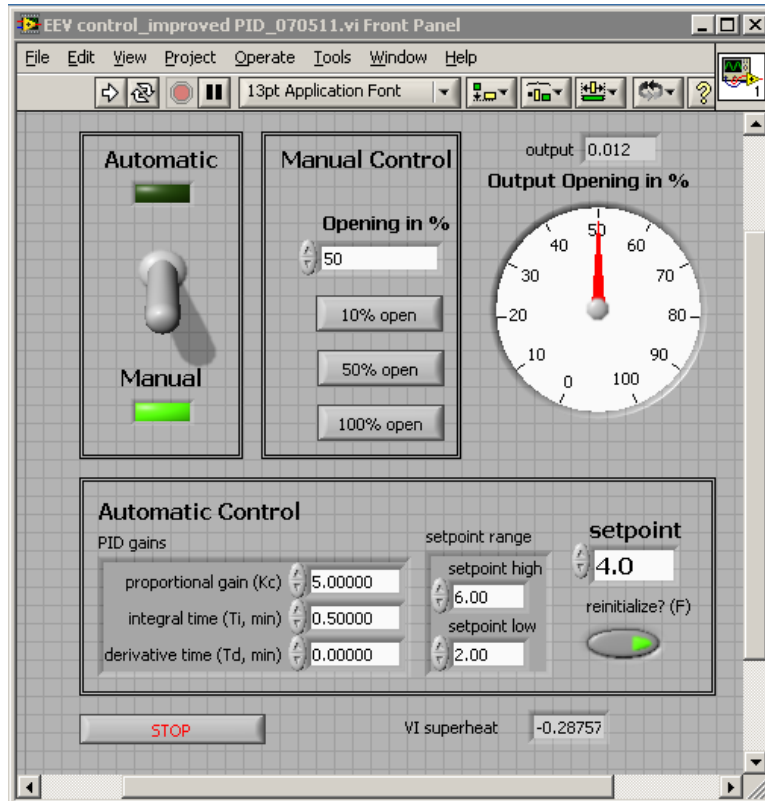 EEV control_improved PID_070511.vi Front Panel
File Edit View Project Operate Tools Window Help
13pt Application Font
1
Automatic
Manual
Manual Control
Opening in %
50
10% open
50% open
100% open
output 0.012
Output Opening in %
0 10 20 30 40 50 60 70 80 90 100
Automatic Control
PID gains
proportional gain (Kc) 5.00000
integral time (Ti, min) 0.50000
derivative time (Td, min) 0.00000
setpoint range
setpoint high
6.00
setpoint low
2.00
setpoint
4.0
reinitialize? (F)
STOP
VI superheat -0.28757